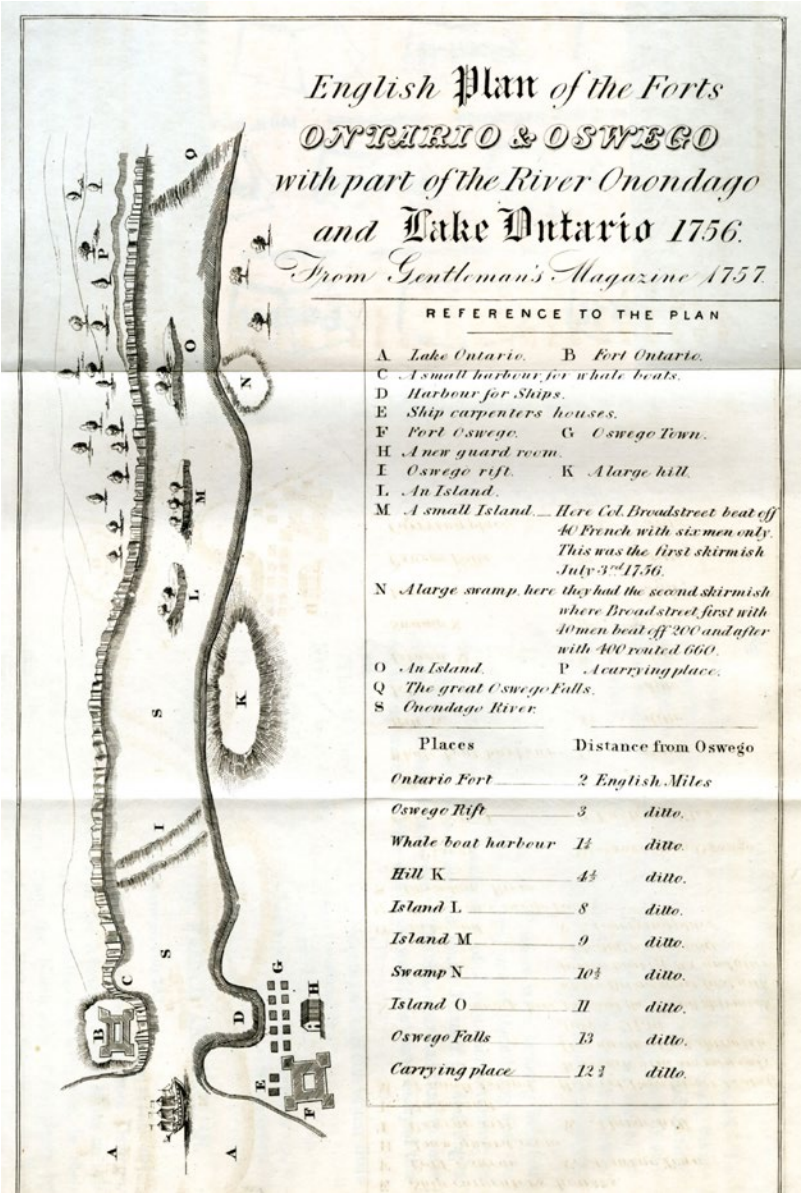 English Plan of the Forts
ONTARIO & OSWEGO
with part of the River Onondago
and Lake Ontario 1756.
From Gentleman's Magazine 1757.
REFERENCE TO THE PLAN
A Lake Ontario. B Fort Ontario.
C A small harbour for whale boats.
D Harbour for Ships.
E Ship carpenters houses.
F Fort Oswego. G Oswego Town.
H A new guard room.
I Oswego rift. K A large hill.
L An Island.
M A small Island. Here Col. Broadstreet beat off
40 French with six men only.
This was the first skirmish
July 3rd 1756.
N A large swamp, here they had the second skirmish
where Broadstreet first with
40 men beat off 200 and after
with 400 routed 660.
O An Island. P A carrying place.
Q The great Oswego Falls.
S Onondago River.
Places Distance from Oswego
Ontario Fort 2 English Miles
Oswego Rift 3 ditto.
Whale boat harbour 1¼ ditto.
Hill K 4½ ditto.
Island L 8 ditto.
Island M 9 ditto.
Swamp N 10½ ditto.
Island O 11 ditto.
Oswego Falls 13 ditto.
Carrying place 12¾ ditto.
Q
P
O
N
M
L
K
S
I
S
C
B
D
G
H
E
F
A
A